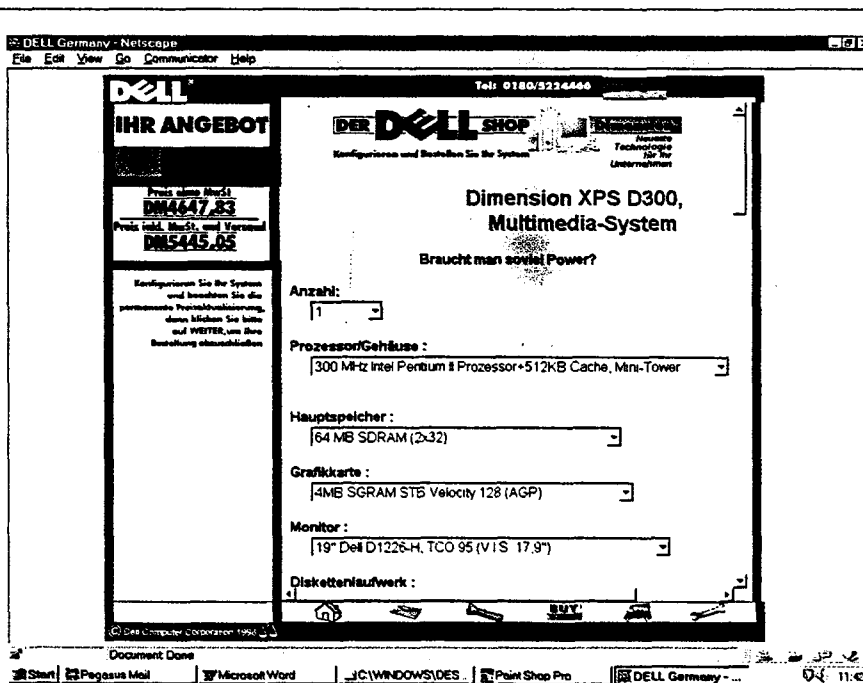 DELL Germany - Netscape
File Edit View Go Communicator Help
DELL
Tel: 0180/5224466
IHR ANGEBOT
Preis ohne MwSt
DM4647,83
Preis inkl. MwSt. und Versand
DM5445,05
Konfigurieren Sie Ihr System
und beachten Sie die
permanente Preisaktualisierung,
dann klicken Sie bitte
auf WEITER, um Ihre
Bestellung abzuschließen
DER DELL SHOP
Konfigurieren und Bestellen Sie Ihr System
Neueste
Technologie
für Ihr
Unternehmen
Dimension XPS D300,
Multimedia-System
Braucht man soviel Power?
Anzahl:
1
Prozessor/Gehäuse :
300 MHz Intel Pentium II Prozessor+512KB Cache, Mini-Tower
Hauptspeicher :
64 MB SDRAM (2x32)
Grafikkarte :
4MB SGRAM STB Velocity 128 (AGP)
Monitor :
19" Dell D1226-H, TCO 95 (V I S 17,9")
Diskettenlaufwerk :
BUY
(C) Dell Computer Corporation 1998
Document Done
Start Pegasus Mail Microsoft Word C:\WINDOWS\DES... Paint Shop Pro DELL Germany - ...